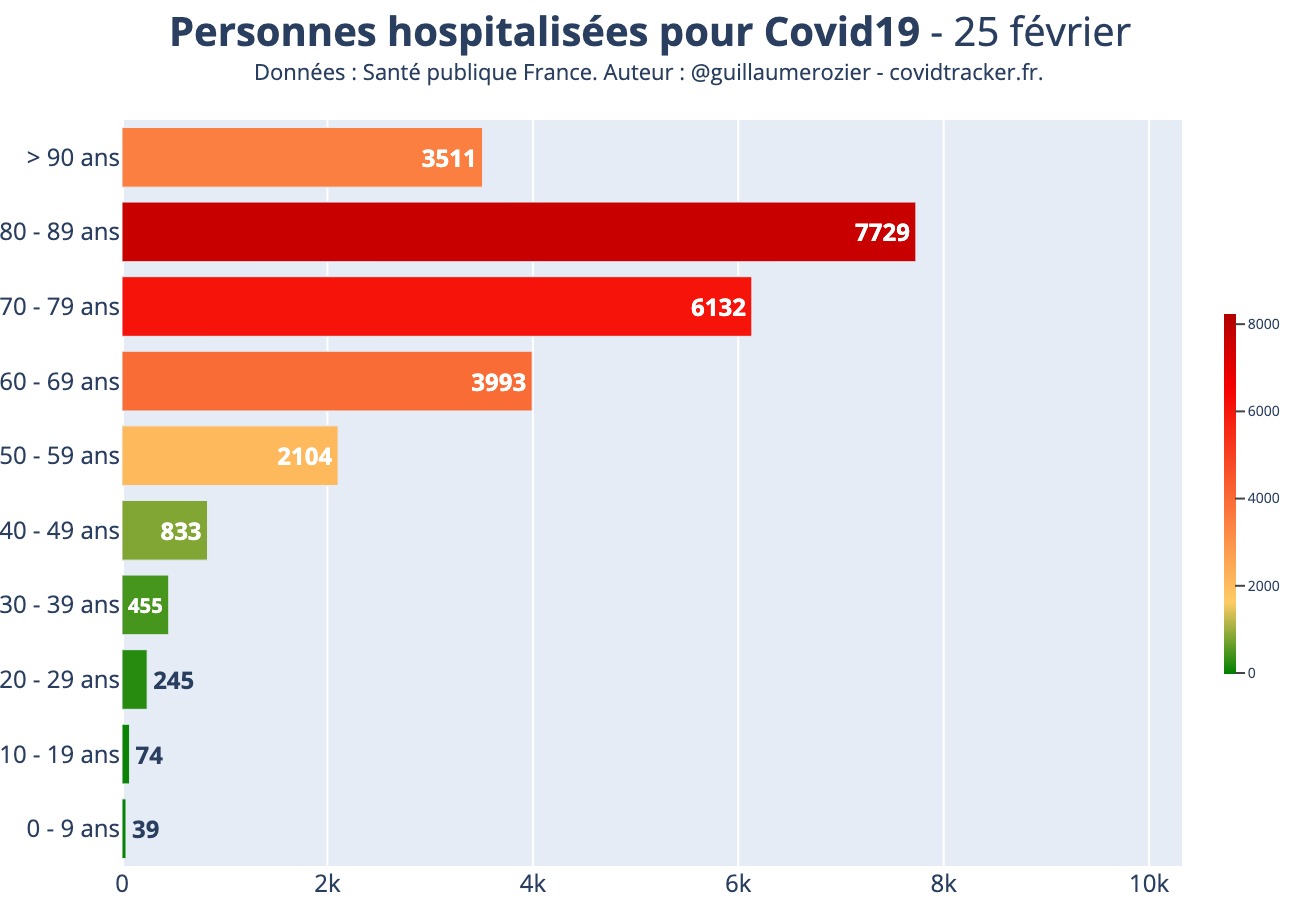 Personnes hospitalisées pour Covid19 - 25 février
Données : Santé publique France. Auteur : @guillaumerozier - covidtracker.fr.
> 90 ans 3511
80 - 89 ans 7729
70 - 79 ans 6132
60 - 69 ans 3993
50 - 59 ans 2104
40 - 49 ans 833
30 - 39 ans 455
20 - 29 ans 245
10 - 19 ans 74
0 - 9 ans 39
0 2k 4k 6k 8k 10k
8000
6000
4000
2000
0